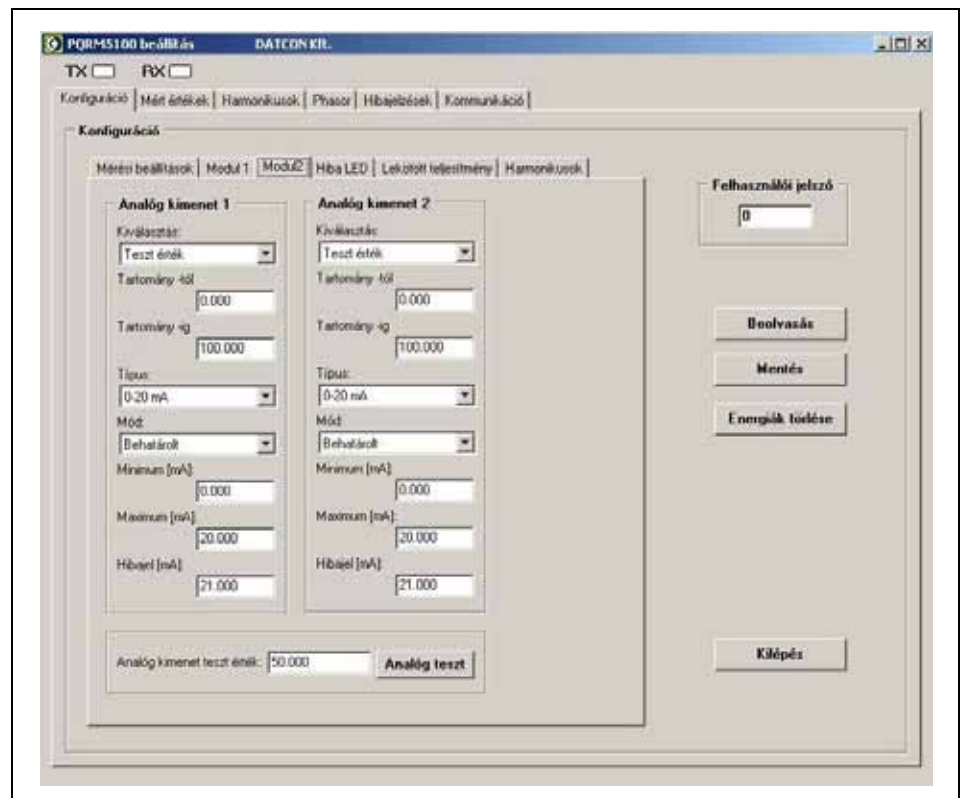 PQRM5100 beállítás DATCON Kft.
TX RX
Konfiguráció Mért értékek Harmonikusok Phasor Hibajelzések Kommunikáció
Konfiguráció
Mérési beállítások Modul 1 Modul2 Hiba LED Lekötött teljesítmény Harmonikusok
Felhasználói jelszó
0
Analóg kimenet 1 Analóg kimenet 2
Kiválasztás: Kiválasztás:
Teszt érték Teszt érték
Tartomány -tól Tartomány -tól
0.000 0.000
Tartomány -ig Tartomány -ig
100.000 100.000
Beolvasás
Mentés
Energiák törlése
Típus: Típus:
0-20 mA 0-20 mA
Mód: Mód:
Behatárolt Behatárolt
Minimum [mA]: Minimum [mA]:
0.000 0.000
Maximum [mA]: Maximum [mA]:
20.000 20.000
Hibajel [mA]: Hibajel [mA]:
21.000 21.000
Analóg kimenet teszt érték: 50.000 Analóg teszt
Kilépés